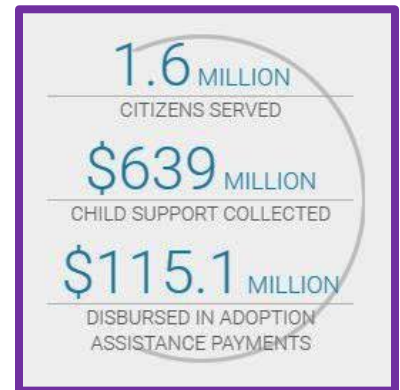 1.6 MILLION
CITIZENS SERVED
$639 MILLION
CHILD SUPPORT COLLECTED
$115.1 MILLION
DISBURSED IN ADOPTION
ASSISTANCE PAYMENTS